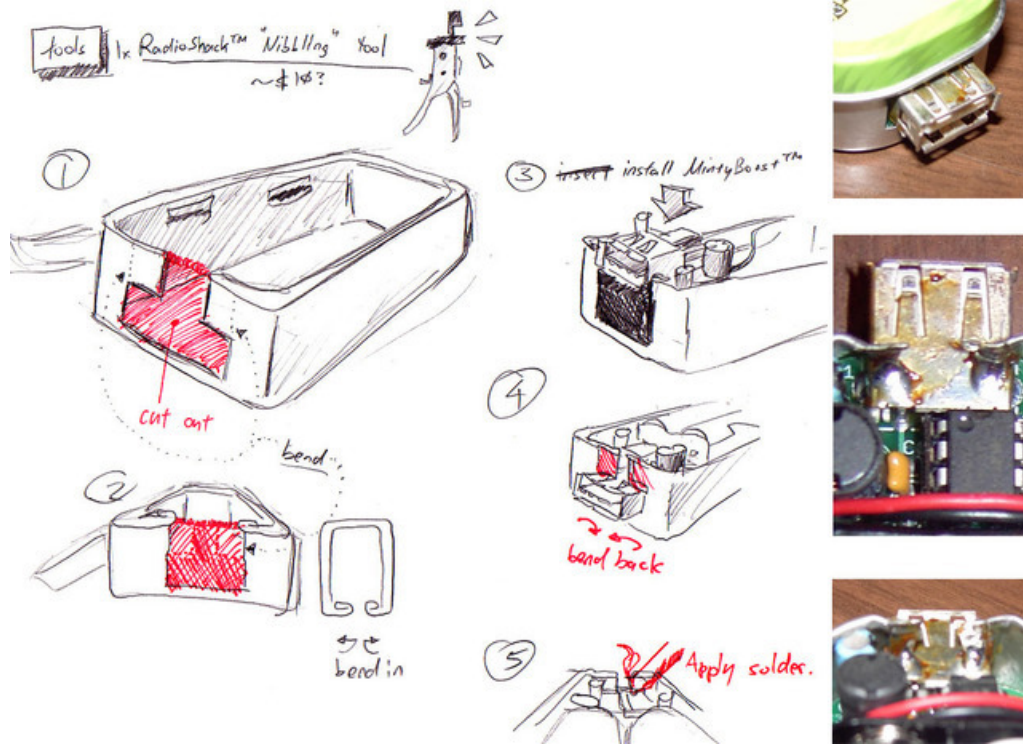 tools
1x RadioShack™ "Nibbling" tool
~$10?
1
cut out
bend
2
bend in
3 insert install MintyBoost™
4
bend back
5
Apply solder.